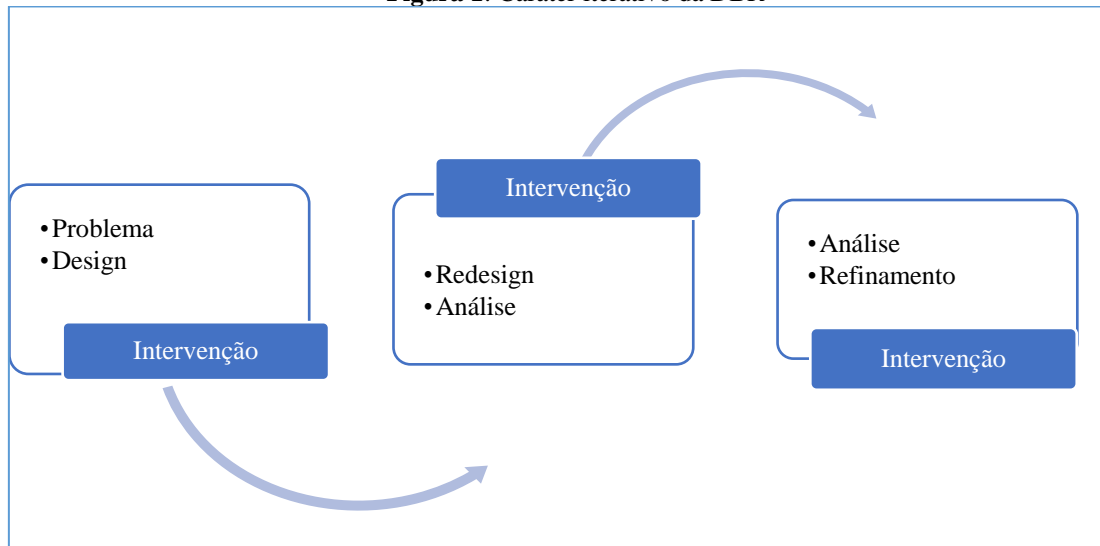 •Problema
•Design
Intervenção
Intervenção
•Redesign
•Análise
•Análise
•Refinamento
Intervenção